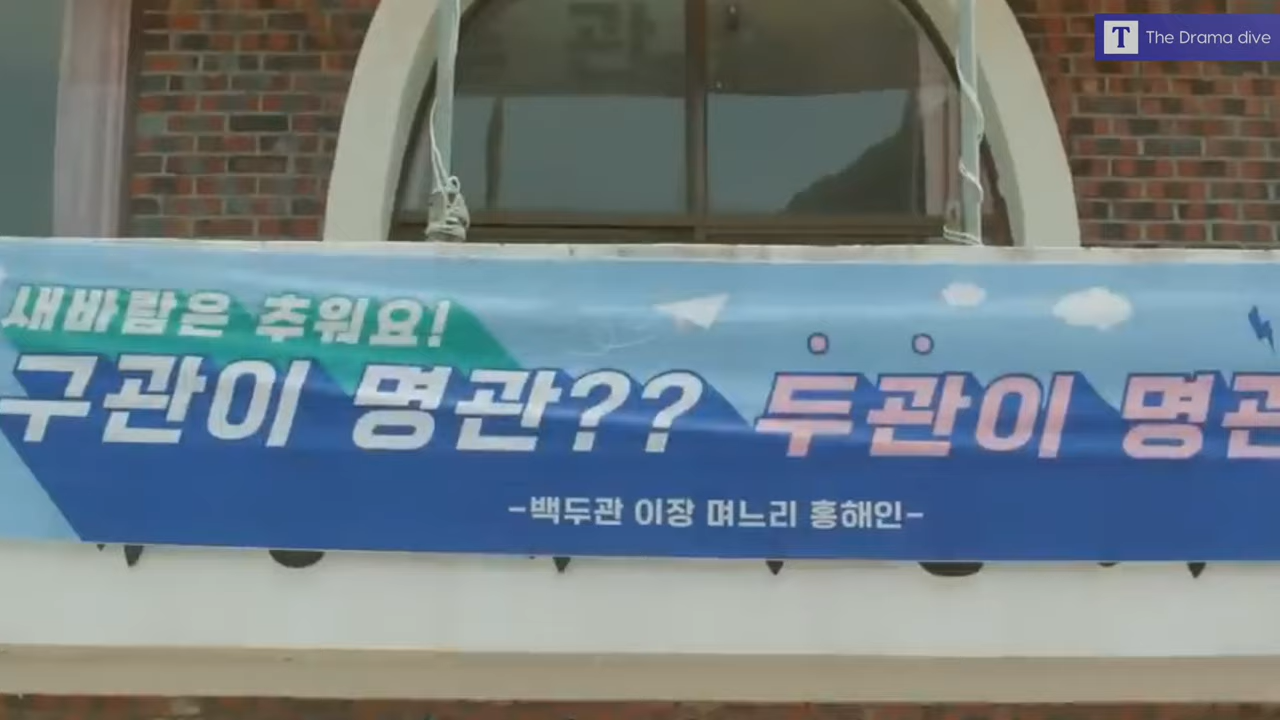 T The Drama dive
새바람은 추워요!
구관이 명관?? 두관이 명관
-백두관 이장 며느리 홍해인-